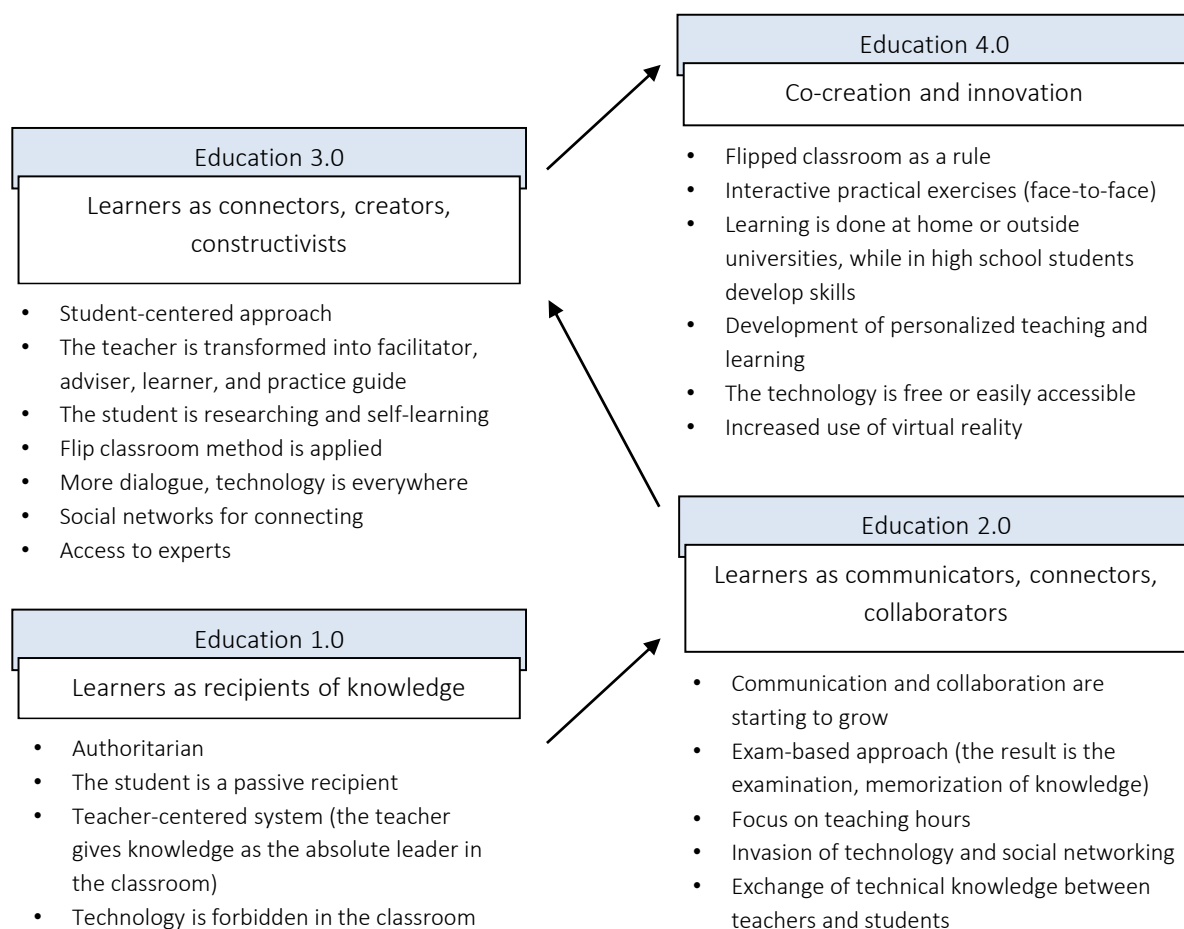 Education 4.0
Co-creation and innovation
• Flipped classroom as a rule
• Interactive practical exercises (face-to-face)
• Learning is done at home or outside
universities, while in high school students
develop skills
• Development of personalized teaching and
learning
• The technology is free or easily accessible
• Increased use of virtual reality
Education 3.0
Learners as connectors, creators,
constructivists
• Student-centered approach
• The teacher is transformed into facilitator,
adviser, learner, and practice guide
• The student is researching and self-learning
• Flip classroom method is applied
• More dialogue, technology is everywhere
• Social networks for connecting
• Access to experts
Education 2.0
Learners as communicators, connectors,
collaborators
• Communication and collaboration are
starting to grow
• Exam-based approach (the result is the
examination, memorization of knowledge)
• Focus on teaching hours
• Invasion of technology and social networking
• Exchange of technical knowledge between
teachers and students
Education 1.0
Learners as recipients of knowledge
• Authoritarian
• The student is a passive recipient
• Teacher-centered system (the teacher
gives knowledge as the absolute leader in
the classroom)
• Technology is forbidden in the classroom